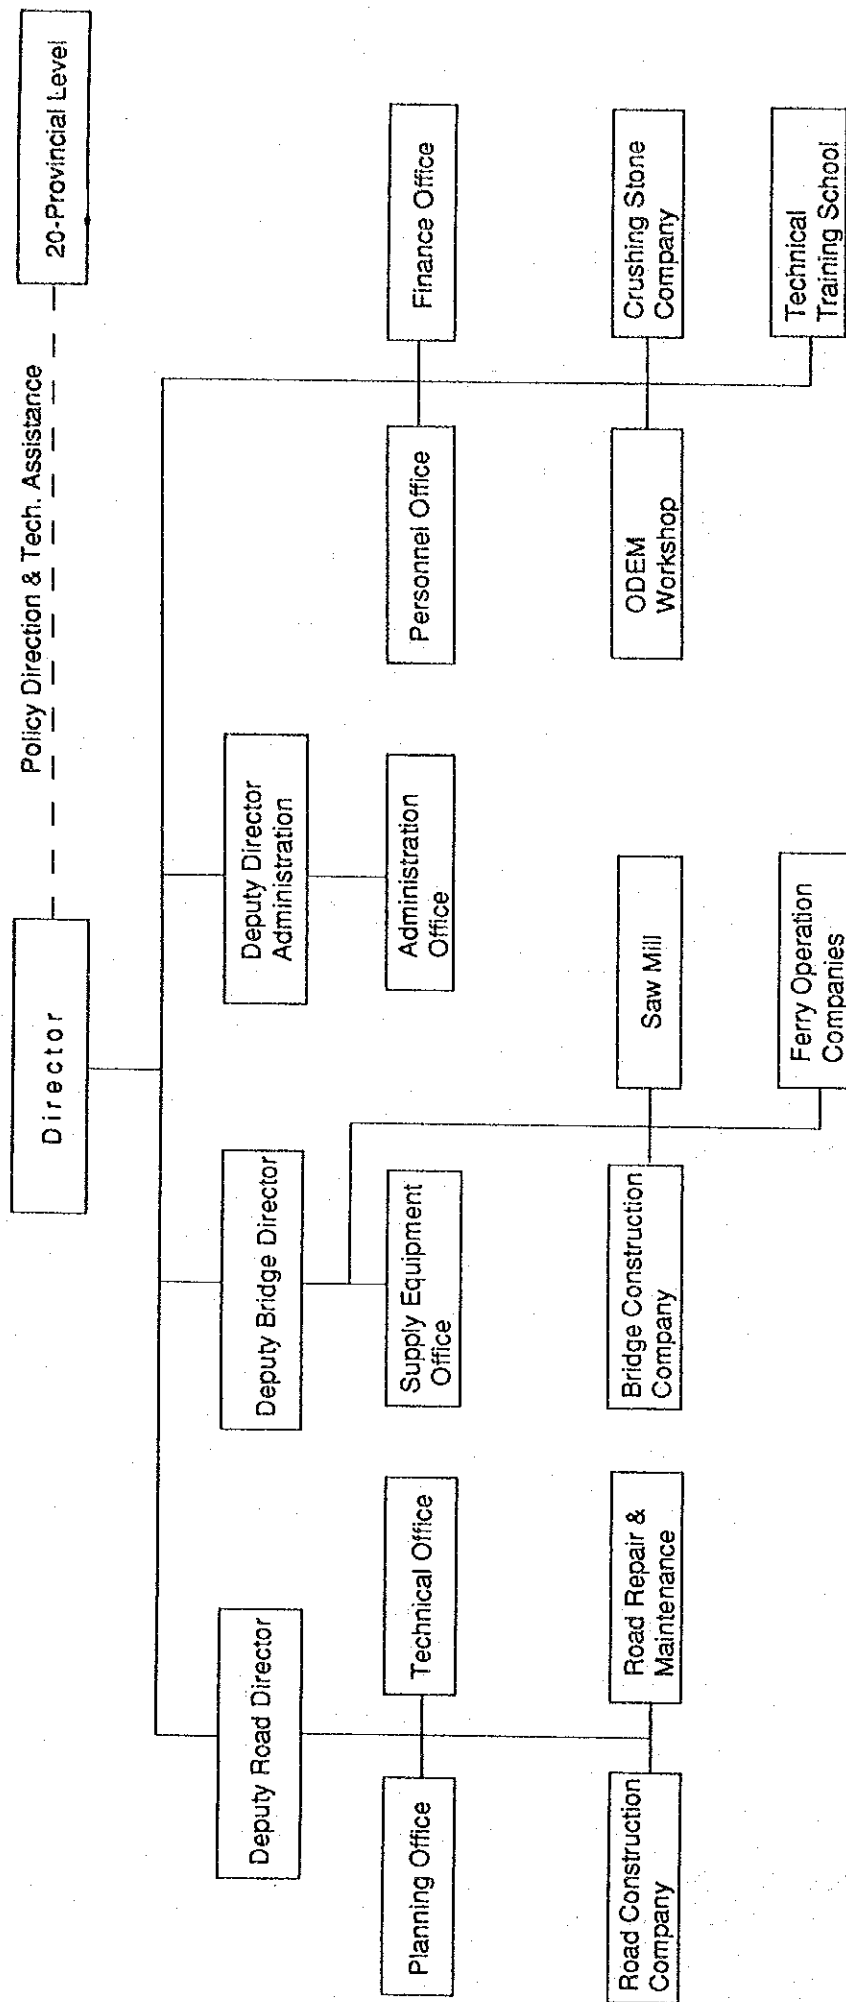 Director
Policy Direction & Tech. Assistance
20-Provincial Level
Deputy Road Director
Deputy Bridge Director
Deputy Director
Administration
Planning Office
Technical Office
Supply Equipment
Office
Administration
Office
Personnel Office
Finance Office
Road Construction
Company
Road Repair &
Maintenance
Bridge Construction
Company
Saw Mill
ODEM
Workshop
Crushing Stone
Company
Ferry Operation
Companies
Technical
Training School